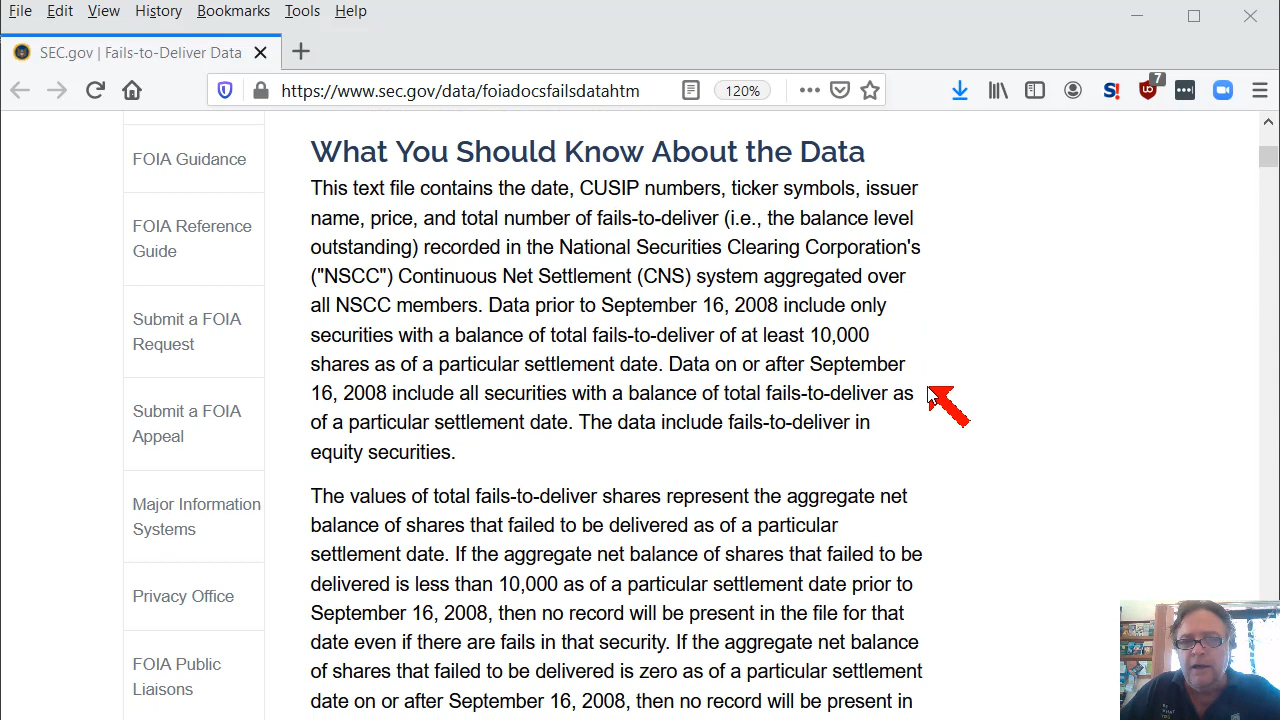 File Edit View History Bookmarks Tools Help
SEC.gov | Fails-to-Deliver Data
https://www.sec.gov/data/foiadocsfailsdatahtm
120%
S!
7
FOIA Guidance
FOIA Reference
Guide
Submit a FOIA
Request
Submit a FOIA
Appeal
Major Information
Systems
Privacy Office
FOIA Public
Liaisons
What You Should Know About the Data
This text file contains the date, CUSIP numbers, ticker symbols, issuer
name, price, and total number of fails-to-deliver (i.e., the balance level
outstanding) recorded in the National Securities Clearing Corporation's
("NSCC") Continuous Net Settlement (CNS) system aggregated over
all NSCC members. Data prior to September 16, 2008 include only
securities with a balance of total fails-to-deliver of at least 10,000
shares as of a particular settlement date. Data on or after September
16, 2008 include all securities with a balance of total fails-to-deliver as
of a particular settlement date. The data include fails-to-deliver in
equity securities.
The values of total fails-to-deliver shares represent the aggregate net
balance of shares that failed to be delivered as of a particular
settlement date. If the aggregate net balance of shares that failed to be
delivered is less than 10,000 as of a particular settlement date prior to
September 16, 2008, then no record will be present in the file for that
date even if there are fails in that security. If the aggregate net balance
of shares that failed to be delivered is zero as of a particular settlement
date on or after September 16, 2008, then no record will be present in